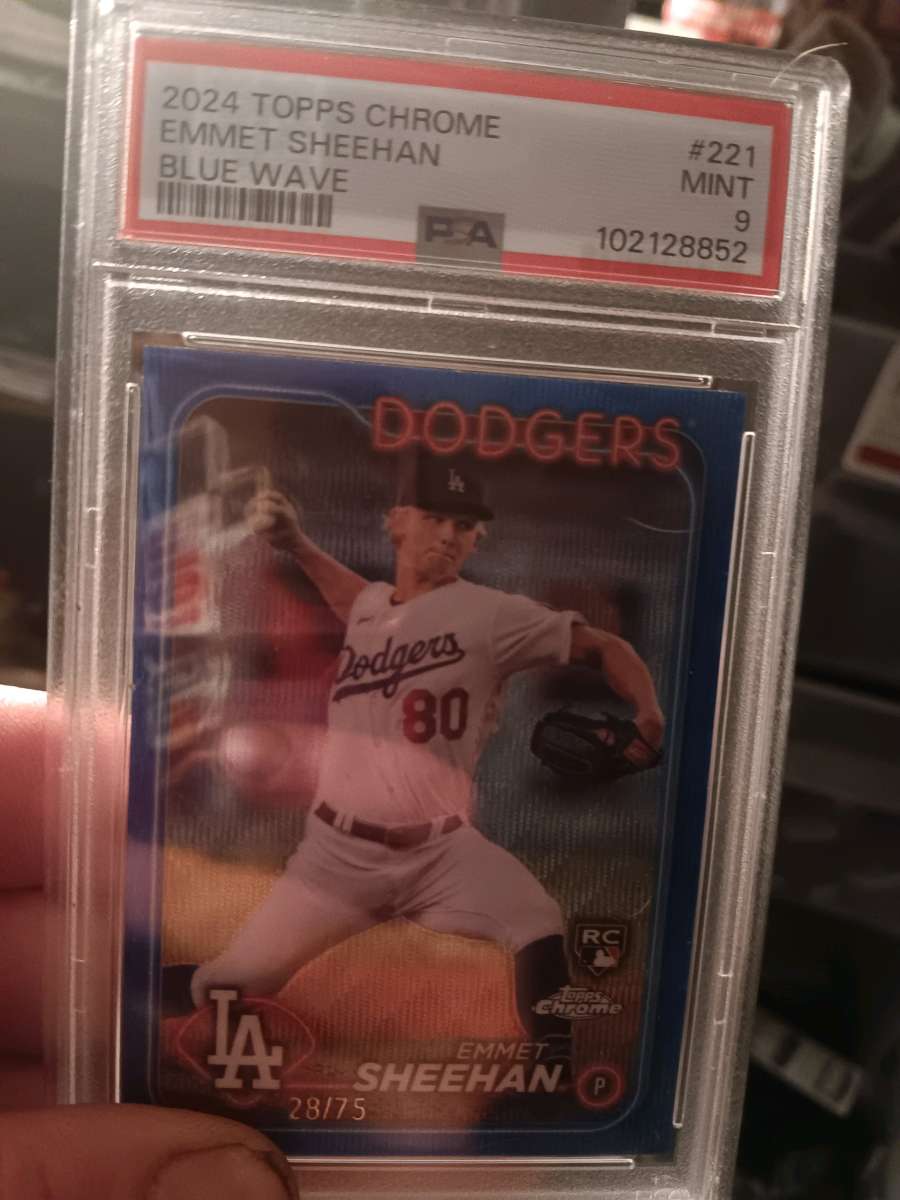 2024 TOPPS CHROME
EMMET SHEEHAN
BLUE WAVE
#221
MINT
9
PSA
102128852
DODGERS
LA
Dodgers
80
RC
TOPPS
Chrome
LA
EMMET
SHEEHAN
P
28/75